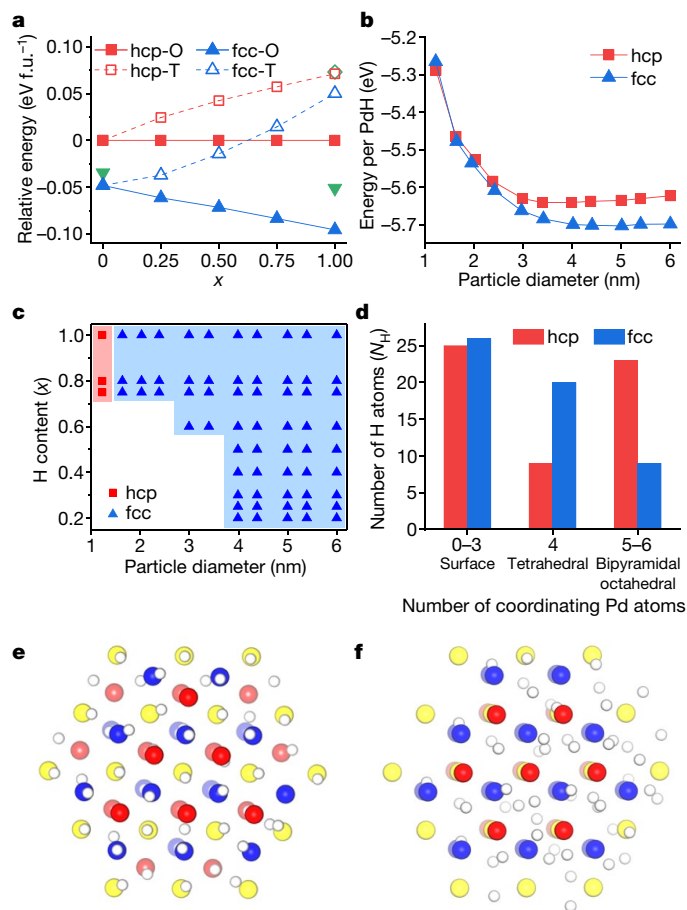 a
Relative energy (eV f.u.⁻¹)
hcp-O
fcc-O
hcp-T
fcc-T
0.10
0.05
0
−0.05
−0.10
0
0.25
0.50
0.75
1.00
x
b
Energy per PdH (eV)
hcp
fcc
−5.2
−5.3
−5.4
−5.5
−5.6
−5.7
1
2
3
4
5
6
Particle diameter (nm)
c
H content (x)
1.0
0.8
0.6
0.4
0.2
hcp
fcc
1
2
3
4
5
6
Particle diameter (nm)
d
Number of H atoms (N_H)
hcp
fcc
25
20
15
10
5
0
0–3
4
5–6
Surface
Tetrahedral
Bipyramidal
octahedral
Number of coordinating Pd atoms
e
f